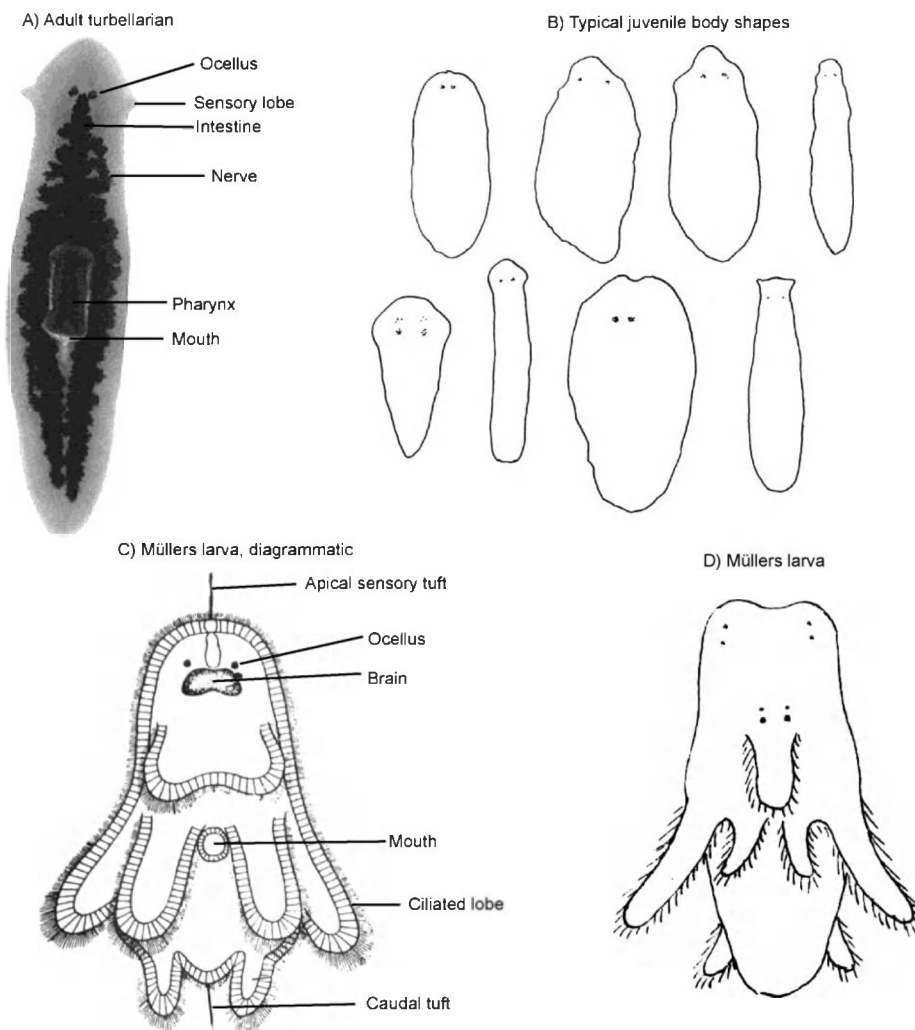 A) Adult turbellarian
Ocellus
Sensory lobe
Intestine
Nerve
Pharynx
Mouth
B) Typical juvenile body shapes
C) Müllers larva, diagrammatic
Apical sensory tuft
Ocellus
Brain
Mouth
Ciliated lobe
Caudal tuft
D) Müllers larva